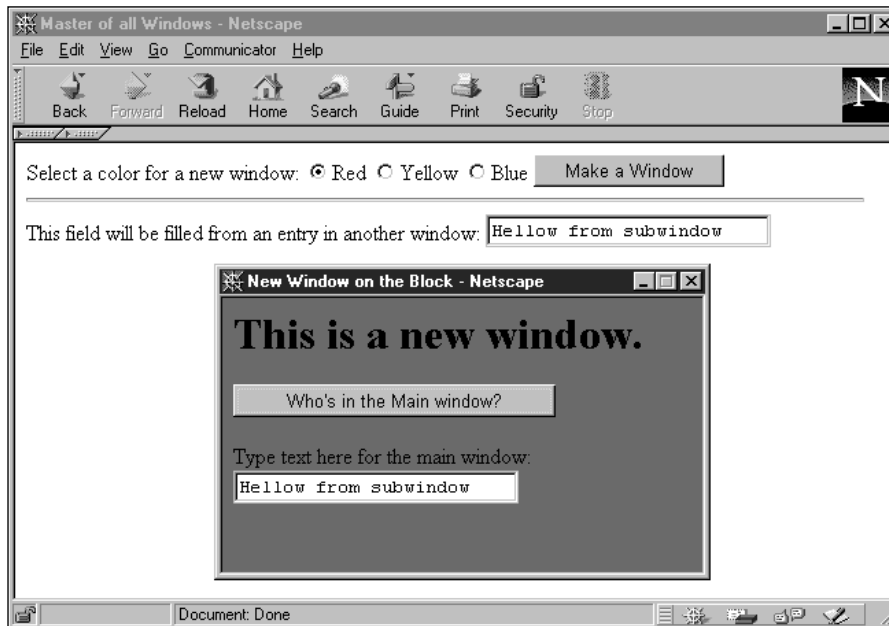 Master of all Windows - Netscape
File Edit View Go Communicator Help
Back Forward Reload Home Search Guide Print Security Stop
N
Select a color for a new window: Red Yellow Blue Make a Window
This field will be filled from an entry in another window: Hellow from subwindow
New Window on the Block - Netscape
This is a new window.
Who's in the Main window?
Type text here for the main window:
Hellow from subwindow
Document: Done